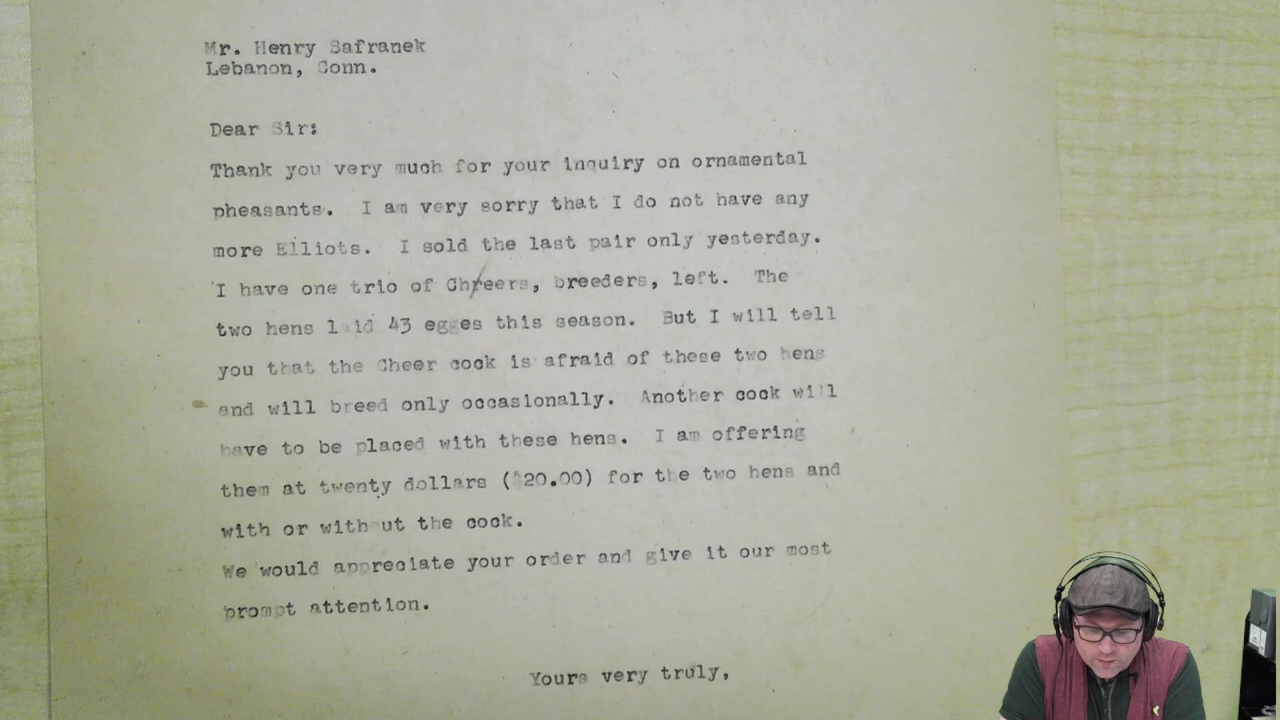 Mr. Henry Safranek
Lebanon, Conn.
Dear Sir:
Thank you very much for your inquiry on ornamental
pheasants. I am very sorry that I do not have any
more Elliots. I sold the last pair only yesterday.
I have one trio of Cheers, breeders, left. The
two hens laid 43 egges this season. But I will tell
you that the Cheer cock is afraid of these two hens
and will breed only occasionally. Another cock will
have to be placed with these hens. I am offering
them at twenty dollars ($20.00) for the two hens and
with or without the cock.
We would appreciate your order and give it our most
prompt attention.
Yours very truly,